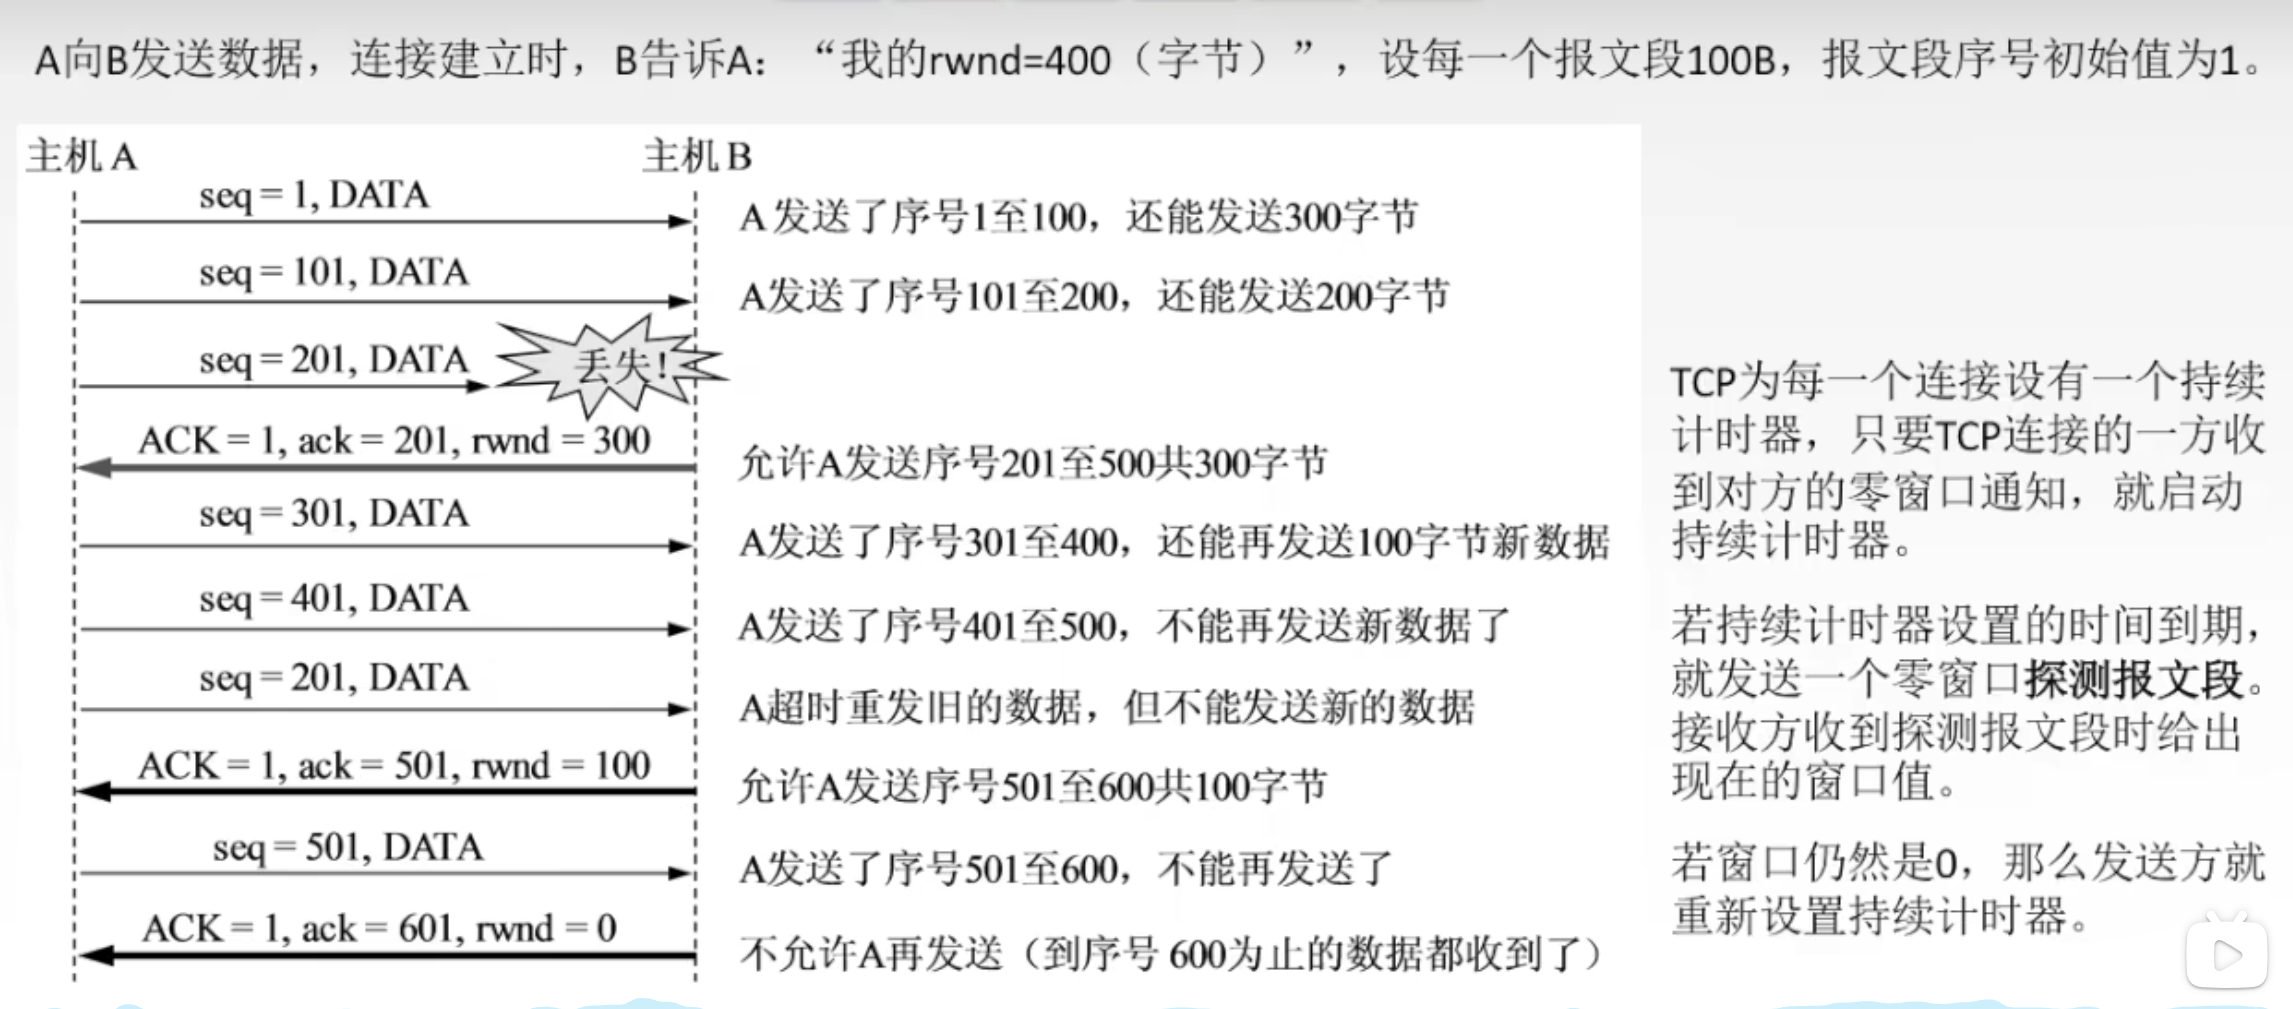 A向B发送数据，连接建立时，B告诉A：“我的rwnd=400（字节）”，设每一个报文段100B，报文段序号初始值为1。
主机A
主机B
seq = 1, DATA
A发送了序号1至100，还能发送300字节
seq = 101, DATA
A发送了序号101至200，还能发送200字节
seq = 201, DATA
丢失！
ACK = 1, ack = 201, rwnd = 300
允许A发送序号201至500共300字节
seq = 301, DATA
A发送了序号301至400，还能再发送100字节新数据
seq = 401, DATA
A发送了序号401至500，不能再发送新数据了
seq = 201, DATA
A超时重发旧的数据，但不能发送新的数据
ACK = 1, ack = 501, rwnd = 100
允许A发送序号501至600共100字节
seq = 501, DATA
A发送了序号501至600，不能再发送了
ACK = 1, ack = 601, rwnd = 0
不允许A再发送（到序号 600为止的数据都收到了）
TCP为每一个连接设有一个持续
计时器，只要TCP连接的一方收
到对方的零窗口通知，就启动
持续计时器。
若持续计时器设置的时间到期，
就发送一个零窗口探测报文段。
接收方收到探测报文段时给出
现在的窗口值。
若窗口仍然是0，那么发送方就
重新设置持续计时器。